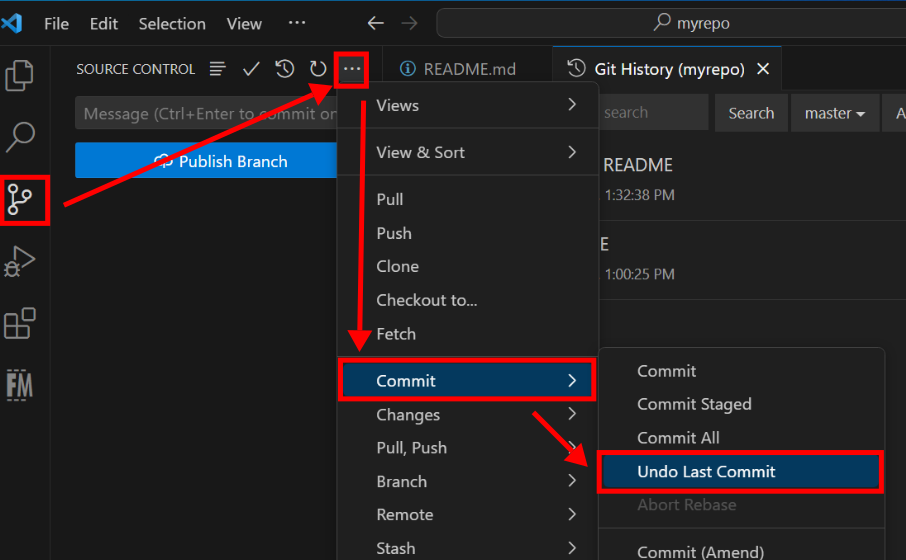 File Edit Selection View ··· myrepo
SOURCE CONTROL ···
README.md
Git History (myrepo)
Message (Ctrl+Enter to commit on
Publish Branch
search
Search
master
A
README
1:32:38 PM
E
1:00:25 PM
Views
View & Sort
Pull
Push
Clone
Checkout to...
Fetch
Commit
Changes
Pull, Push
Branch
Remote
Stash
Commit
Commit Staged
Commit All
Undo Last Commit
Abort Rebase
Commit (Amend)
FM